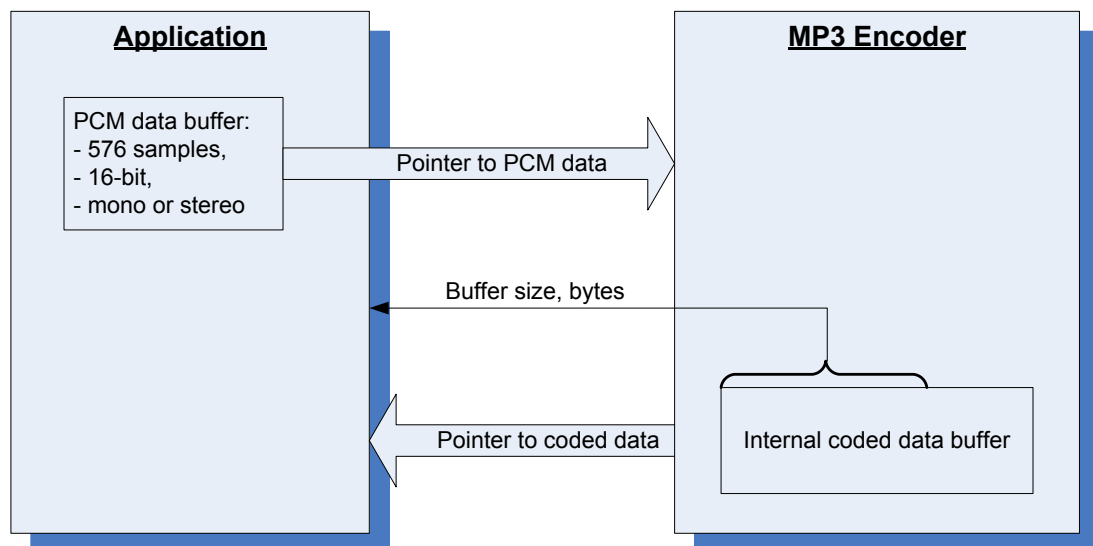 Application
PCM data buffer:
- 576 samples,
- 16-bit,
- mono or stereo
MP3 Encoder
Pointer to PCM data
Buffer size, bytes
Pointer to coded data
Internal coded data buffer